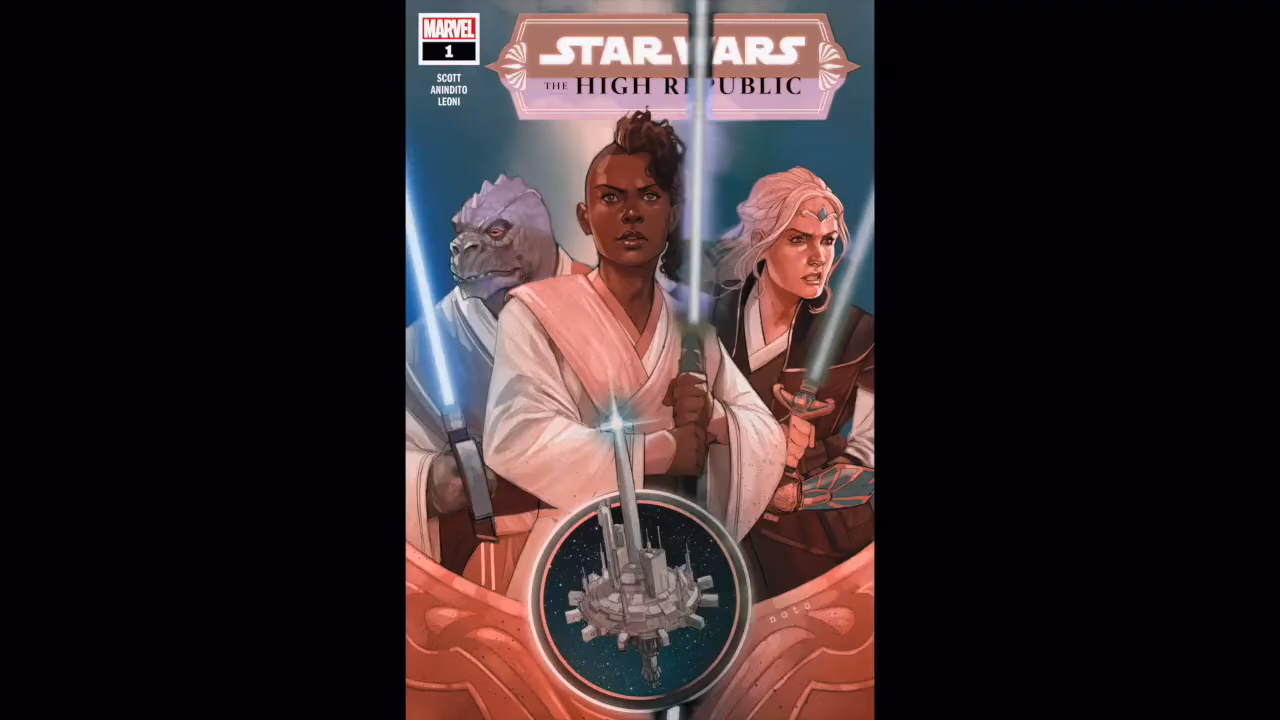 MARVEL
1
SCOTT
ANINDITO
LEONI
STAR WARS
THE HIGH REPUBLIC
noto